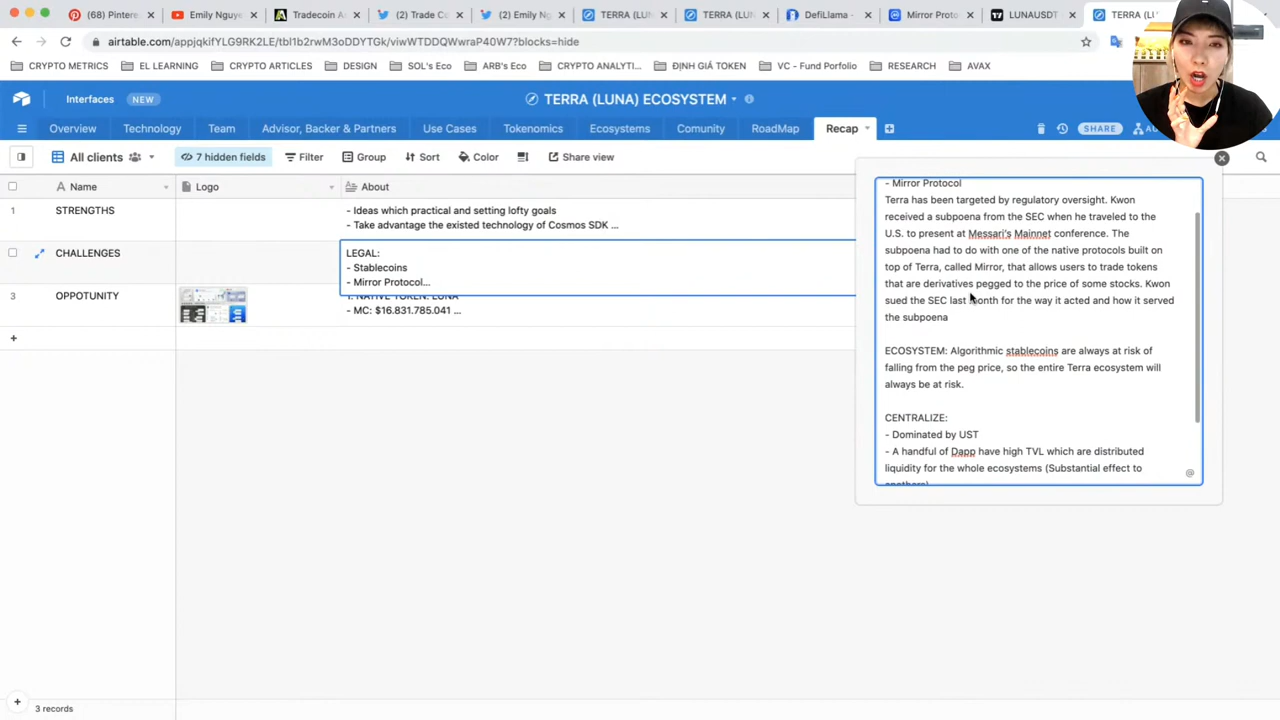 (68) Pinteres
Emily Nguye
Tradecoin A
(2) Trade Co
(2) Emily Ng
TERRA (LUN
TERRA (LUN
DefiLlama -
Mirror Proto
LUNAUSDT
TERRA (LU
airtable.com/appjqkifYLG9RK2LE/tbl1b2rwM3oDDYTGk/viwWTDDQWwraP40W7?blocks=hide
CRYPTO METRICS
EL LEARNING
CRYPTO ARTICLES
DESIGN
SOL's Eco
ARB's Eco
CRYPTO ANALYTI...
ĐỊNH GIÁ TOKEN
VC - Fund Porfolio
RESEARCH
AVAX
Interfaces
NEW
TERRA (LUNA) ECOSYSTEM
Overview
Technology
Team
Advisor, Backer & Partners
Use Cases
Tokenomics
Ecosystems
Comunity
RoadMap
Recap
SHARE
AU
All clients
7 hidden fields
Filter
Group
Sort
Color
Share view
Name
Logo
About
1
STRENGTHS
- Ideas which practical and setting lofty goals
- Take advantage the existed technology of Cosmos SDK ...
CHALLENGES
LEGAL:
- Stablecoins
- Mirror Protocol...
3
OPPOTUNITY
1. NATIVE TOKEN: LUNA
- MC: $16.831.785.041 ...
- Mirror Protocol
Terra has been targeted by regulatory oversight. Kwon
received a subpoena from the SEC when he traveled to the
U.S. to present at Messari's Mainnet conference. The
subpoena had to do with one of the native protocols built on
top of Terra, called Mirror, that allows users to trade tokens
that are derivatives pegged to the price of some stocks. Kwon
sued the SEC last month for the way it acted and how it served
the subpoena
ECOSYSTEM: Algorithmic stablecoins are always at risk of
falling from the peg price, so the entire Terra ecosystem will
always be at risk.
CENTRALIZE:
- Dominated by UST
- A handful of Dapp have high TVL which are distributed
liquidity for the whole ecosystems (Substantial effect to
3 records